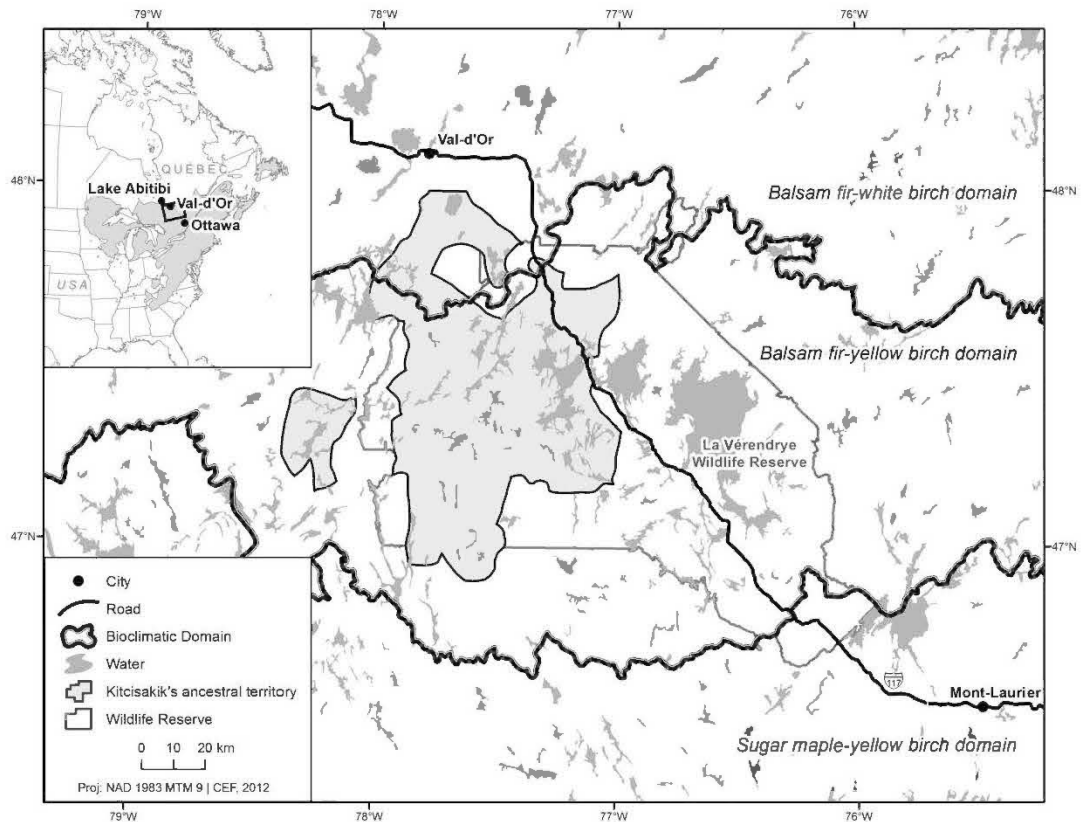 79°W 78°W 77°W 76°W
QUÉBEC
Lake Abitibi
Val-d'Or
Ottawa
USA
Val-d'Or
48°N 48°N
Balsam fir-white birch domain
Balsam fir-yellow birch domain
La Vérendrye
Wildlife Reserve
47°N 47°N
City
Road
Bioclimatic Domain
Water
Kitcisakik's ancestral territory
Wildlife Reserve
0 10 20 km
Proj: NAD 1983 MTM 9 | CEF, 2012
117
Mont-Laurier
Sugar maple-yellow birch domain
79°W 78°W 77°W 76°W